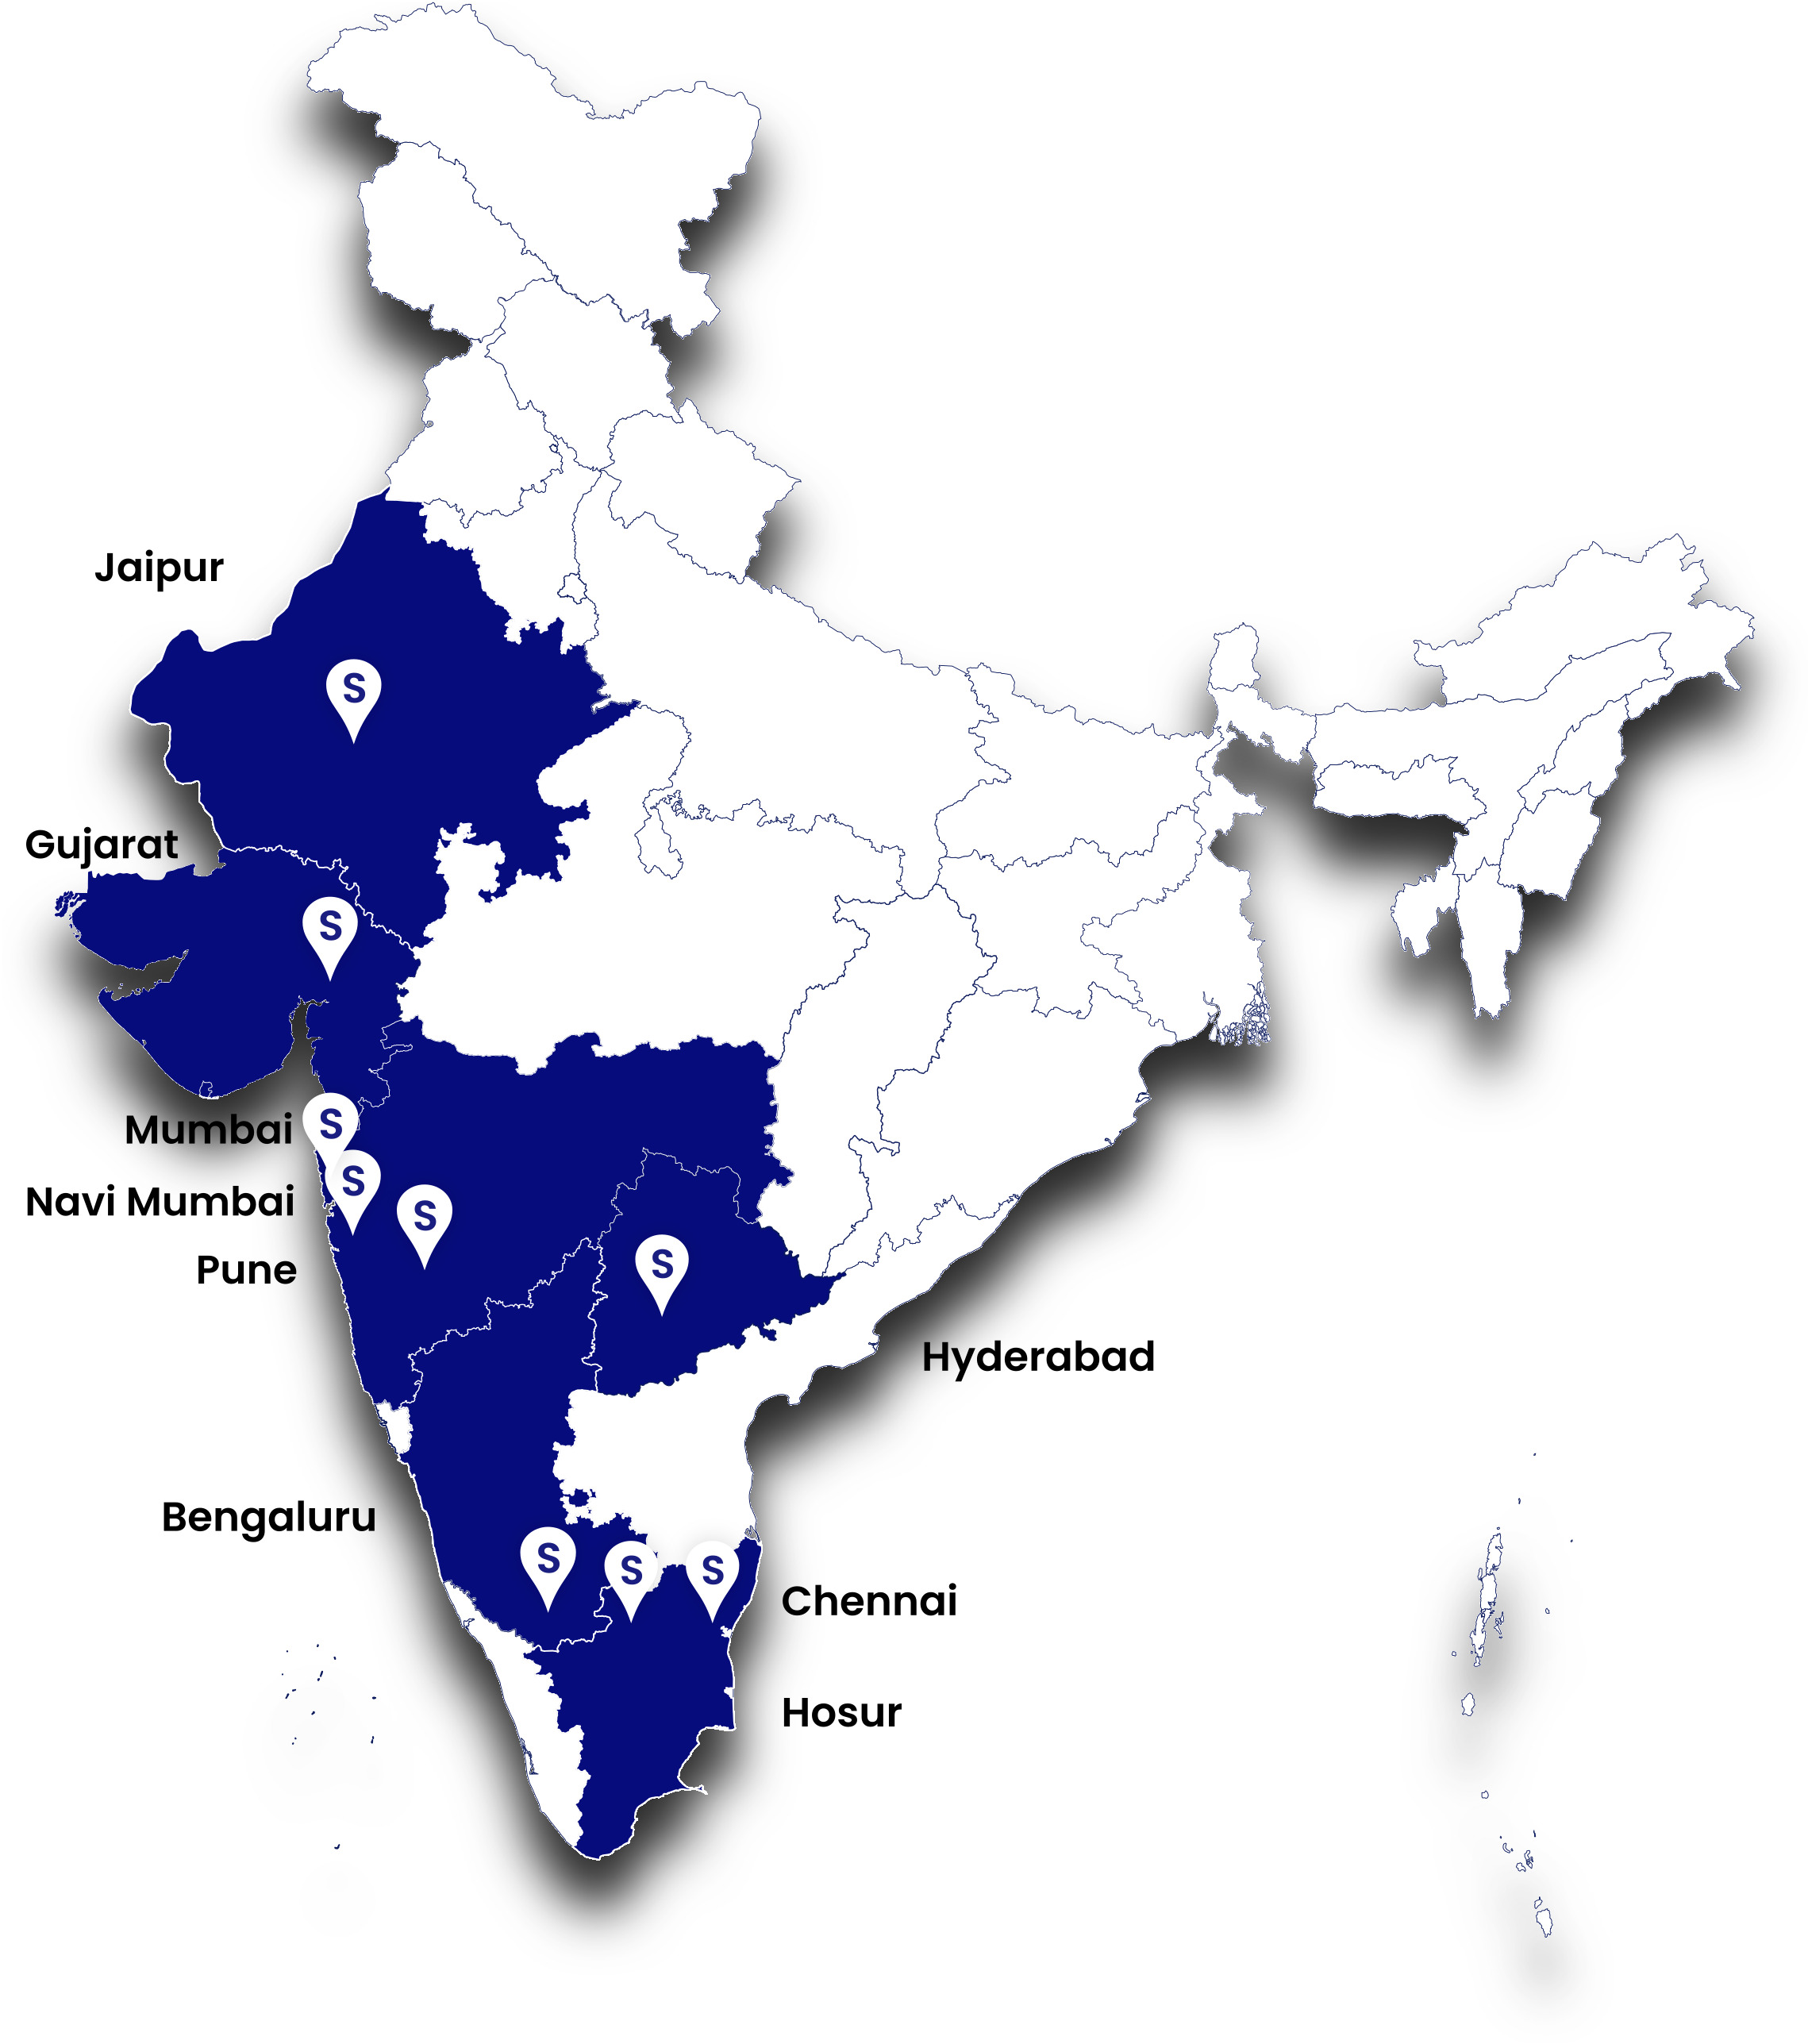 Jaipur
S
Gujarat
S
Mumbai
S
Navi Mumbai
S
S
Pune
S
Hyderabad
Bengaluru
S
S
S
Chennai
Hosur